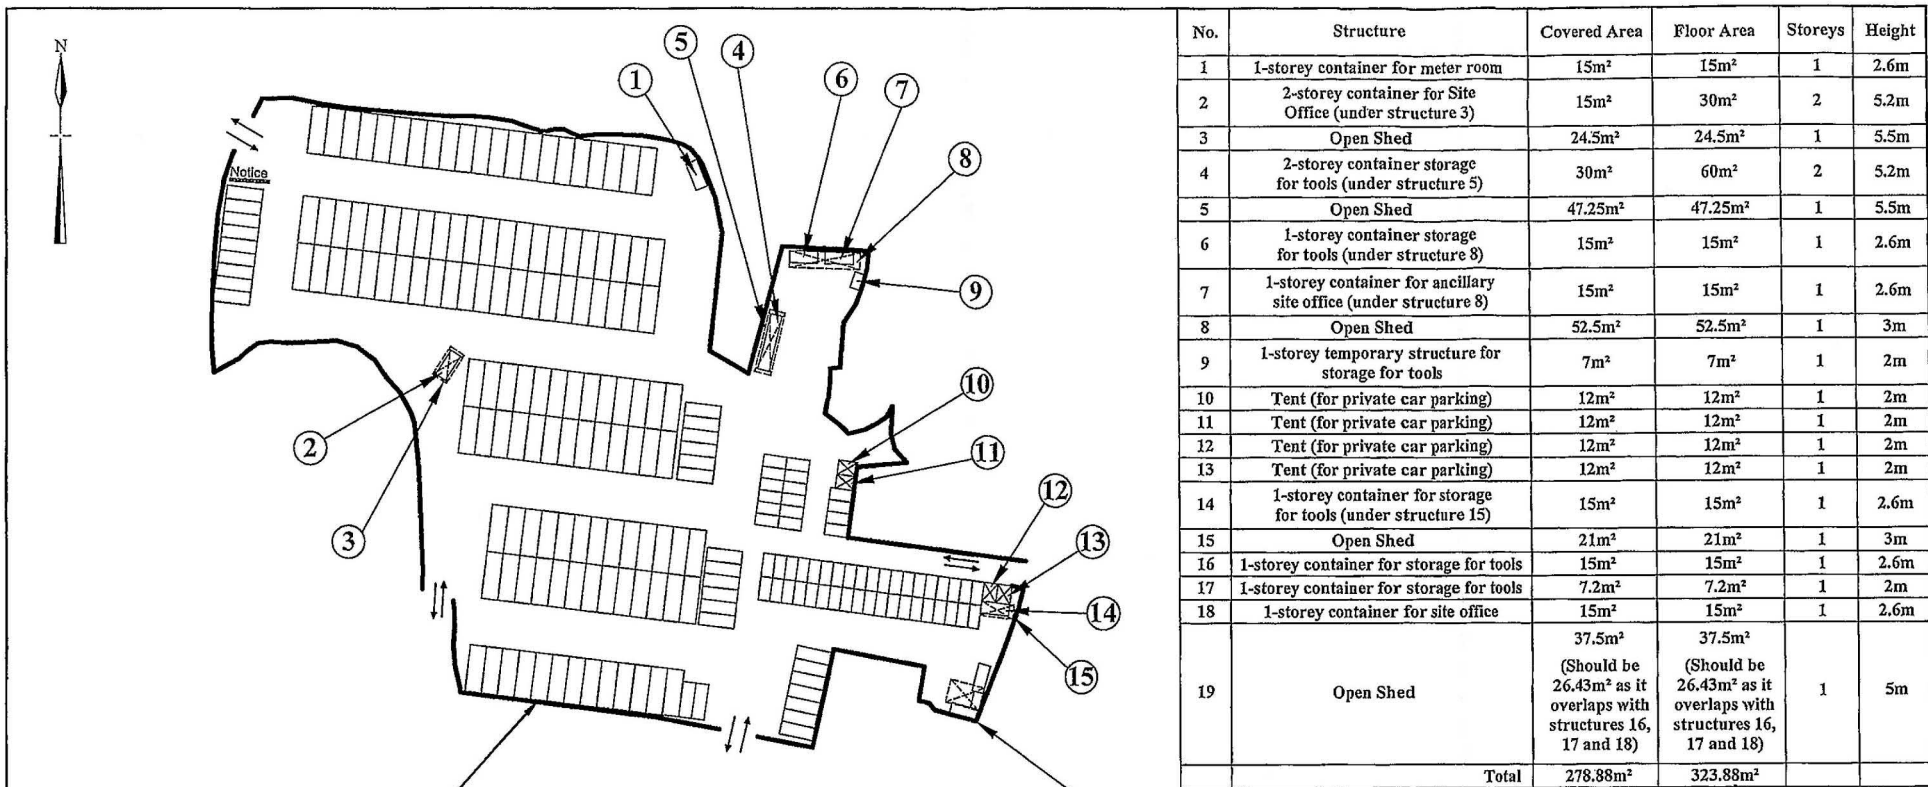 N
Notice
1
2
3
4
5
6
7
8
9
10
11
12
13
14
15
No. Structure Covered Area Floor Area Storeys Height
1 1-storey container for meter room 15m² 15m² 1 2.6m
2 2-storey container for Site
Office (under structure 3) 15m² 30m² 2 5.2m
3 Open Shed 24.5m² 24.5m² 1 5.5m
4 2-storey container storage
for tools (under structure 5) 30m² 60m² 2 5.2m
5 Open Shed 47.25m² 47.25m² 1 5.5m
6 1-storey container storage
for tools (under structure 8) 15m² 15m² 1 2.6m
7 1-storey container for ancillary
site office (under structure 8) 15m² 15m² 1 2.6m
8 Open Shed 52.5m² 52.5m² 1 3m
9 1-storey temporary structure for
storage for tools 7m² 7m² 1 2m
10 Tent (for private car parking) 12m² 12m² 1 2m
11 Tent (for private car parking) 12m² 12m² 1 2m
12 Tent (for private car parking) 12m² 12m² 1 2m
13 Tent (for private car parking) 12m² 12m² 1 2m
14 1-storey container for storage
for tools (under structure 15) 15m² 15m² 1 2.6m
15 Open Shed 21m² 21m² 1 3m
16 1-storey container for storage for tools 15m² 15m² 1 2.6m
17 1-storey container for storage for tools 7.2m² 7.2m² 1 2m
18 1-storey container for site office 15m² 15m² 1 2.6m
19 Open Shed 37.5m² 37.5m² 1 5m
(Should be (Should be
26.43m² as it 26.43m² as it
overlaps with overlaps with
structures 16, structures 16,
17 and 18) 17 and 18)
Total 278.88m² 323.88m²